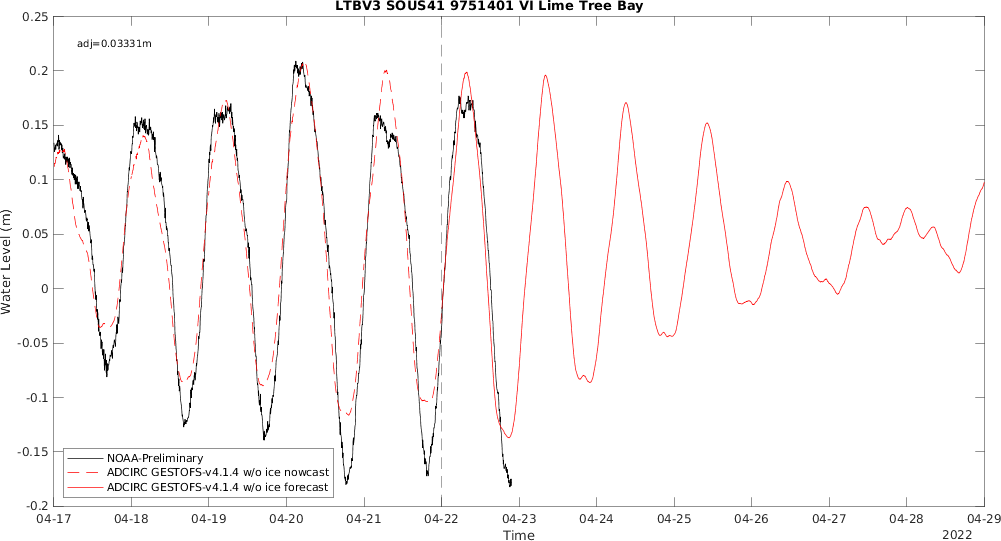 LTBV3 SOUS41 9751401 VI Lime Tree Bay
adj=0.03331m
Water Level (m)
0.25
0.2
0.15
0.1
0.05
0
-0.05
-0.1
-0.15
-0.2
NOAA-Preliminary
ADCIRC GESTOFS-v4.1.4 w/o ice nowcast
ADCIRC GESTOFS-v4.1.4 w/o ice forecast
04-17 04-18 04-19 04-20 04-21 04-22 04-23 04-24 04-25 04-26 04-27 04-28 04-29
Time
2022